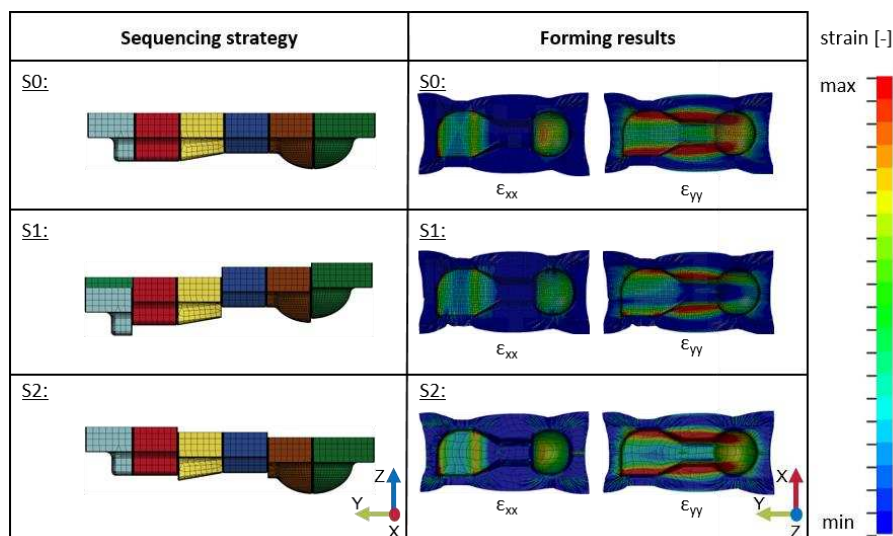 Sequencing strategy
Forming results
strain [-]
S0:
S0:
max
εxx
εyy
S1:
S1:
εxx
εyy
S2:
S2:
Z
Y
X
εxx
εyy
X
Y
Z
min